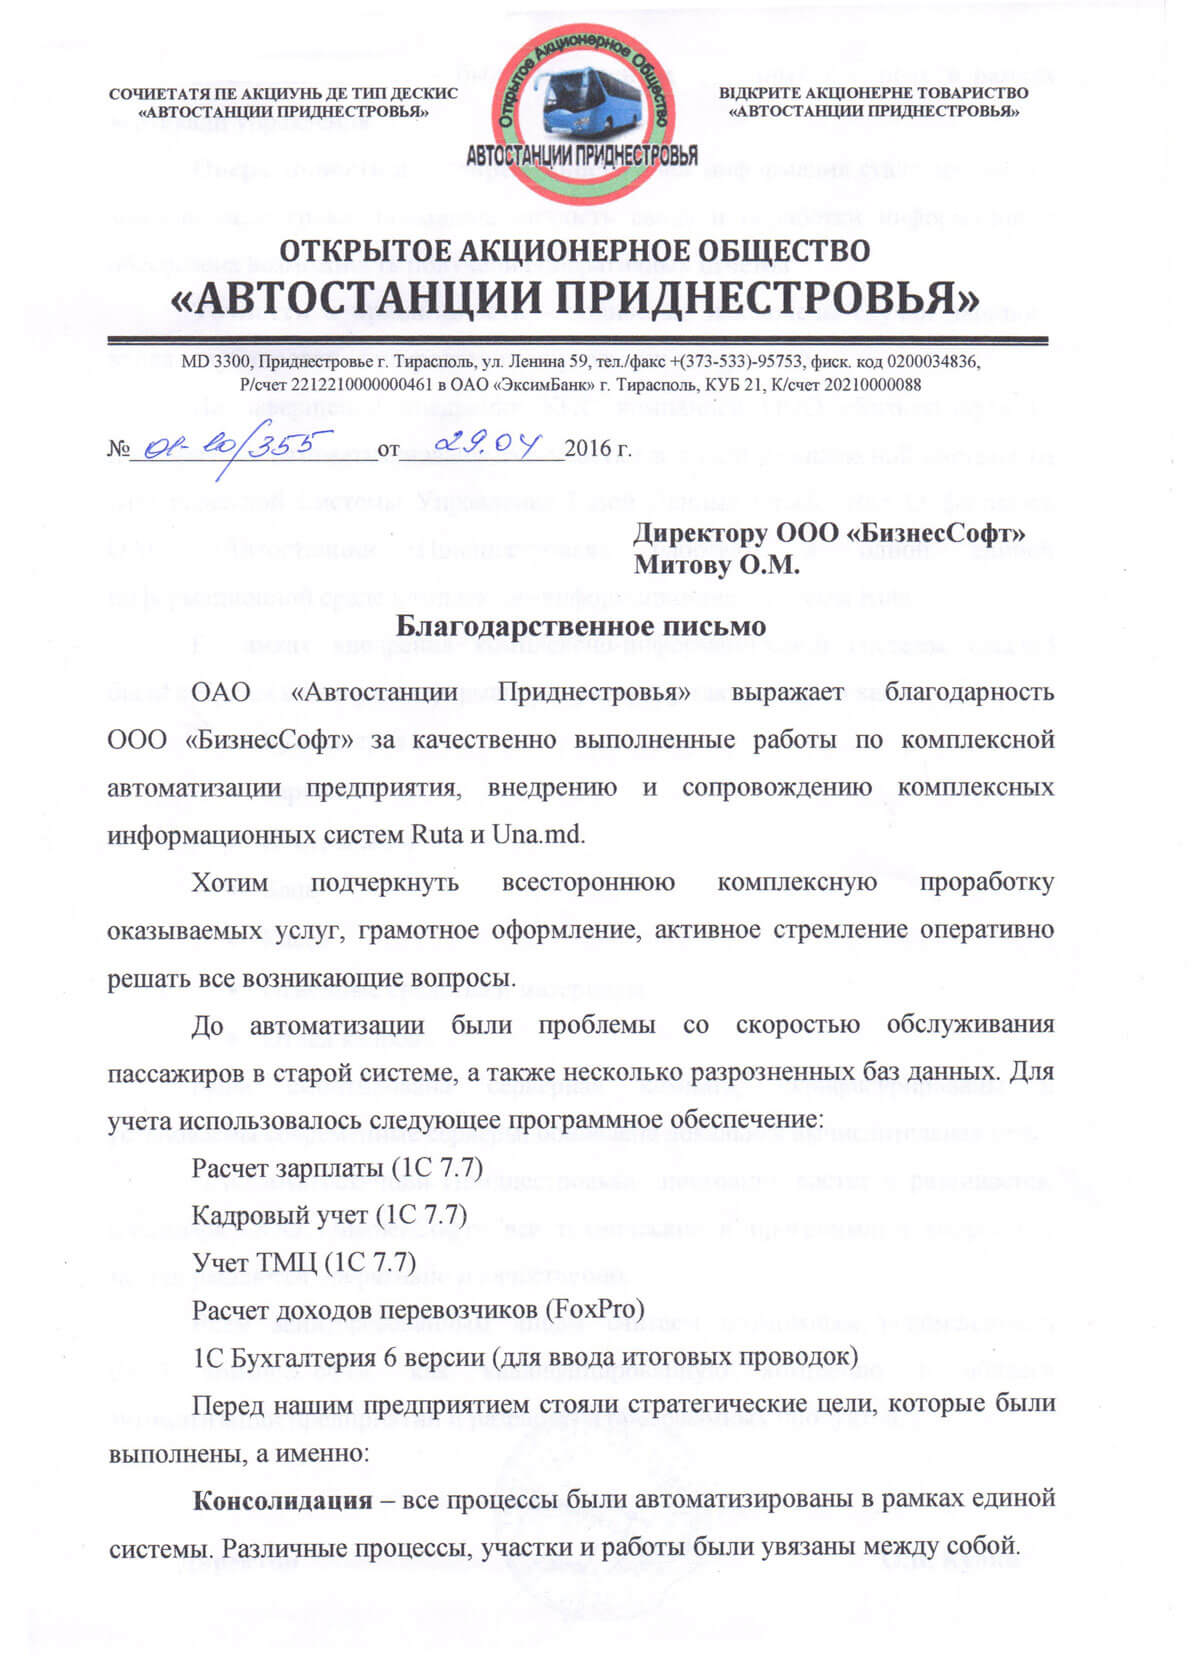 СОЧИЕТАТЯ ПЕ АКЦИУНЬ ДЕ ТИП ДЕСКИС
«АВТОСТАНЦИИ ПРИДНЕСТРОВЬЯ»
Открытое Акционерное Общество
АВТОСТАНЦИИ ПРИДНЕСТРОВЬЯ
ВІДКРИТЕ АКЦІОНЕРНЕ ТОВАРИСТВО
«АВТОСТАНЦИИ ПРИДНЕСТРОВЬЯ»
ОТКРЫТОЕ АКЦИОНЕРНОЕ ОБЩЕСТВО
«АВТОСТАНЦИИ ПРИДНЕСТРОВЬЯ»
MD 3300, Приднестровье г. Тирасполь, ул. Ленина 59, тел./факс +(373-533)-95753, фиск. код 0200034836,
Р/счет 2212210000000461 в ОАО «ЭксимБанк» г. Тирасполь, КУБ 21, К/счет 20210000088
№ 01-20/355 от 29.04 2016 г.
Директору ООО «БизнесСофт»
Митову О.М.
Благодарственное письмо
ОАО «Автостанции Приднестровья» выражает благодарность
ООО «БизнесСофт» за качественно выполненные работы по комплексной
автоматизации предприятия, внедрению и сопровождению комплексных
информационных систем Ruta и Una.md.
Хотим подчеркнуть всестороннюю комплексную проработку
оказываемых услуг, грамотное оформление, активное стремление оперативно
решать все возникающие вопросы.
До автоматизации были проблемы со скоростью обслуживания
пассажиров в старой системе, а также несколько разрозненных баз данных. Для
учета использовалось следующее программное обеспечение:
Расчет зарплаты (1С 7.7)
Кадровый учет (1С 7.7)
Учет ТМЦ (1С 7.7)
Расчет доходов перевозчиков (FoxPro)
1С Бухгалтерия 6 версии (для ввода итоговых проводок)
Перед нашим предприятием стояли стратегические цели, которые были
выполнены, а именно:
Консолидация – все процессы были автоматизированы в рамках единой
системы. Различные процессы, участки и работы были увязаны между собой.